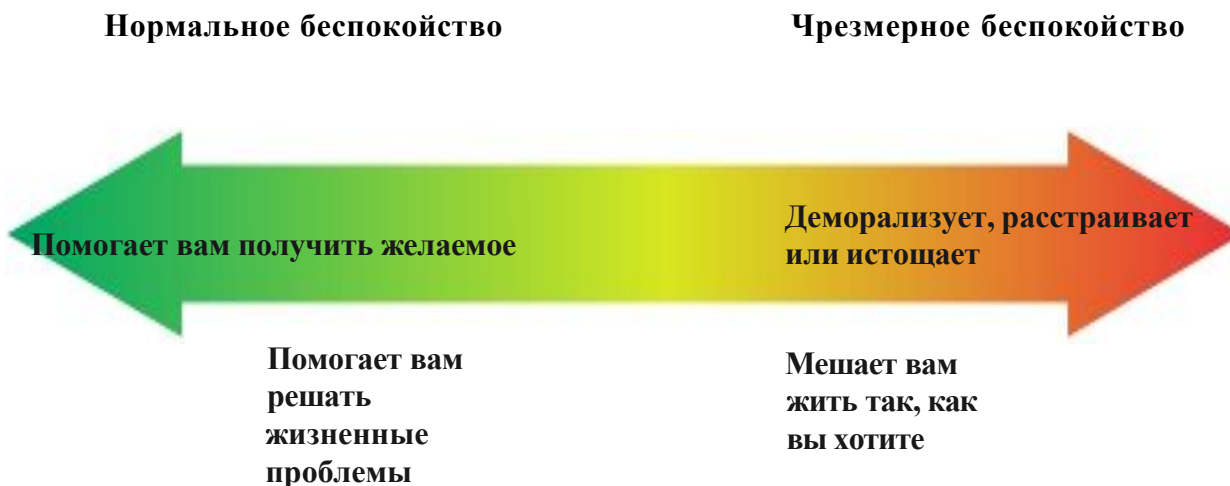 Нормальное беспокойство
Чрезмерное беспокойство
Помогает вам получить желаемое
Деморализует, расстраивает
или истощает
Помогает вам
решать
жизненные
проблемы
Мешает вам
жить так, как
вы хотите